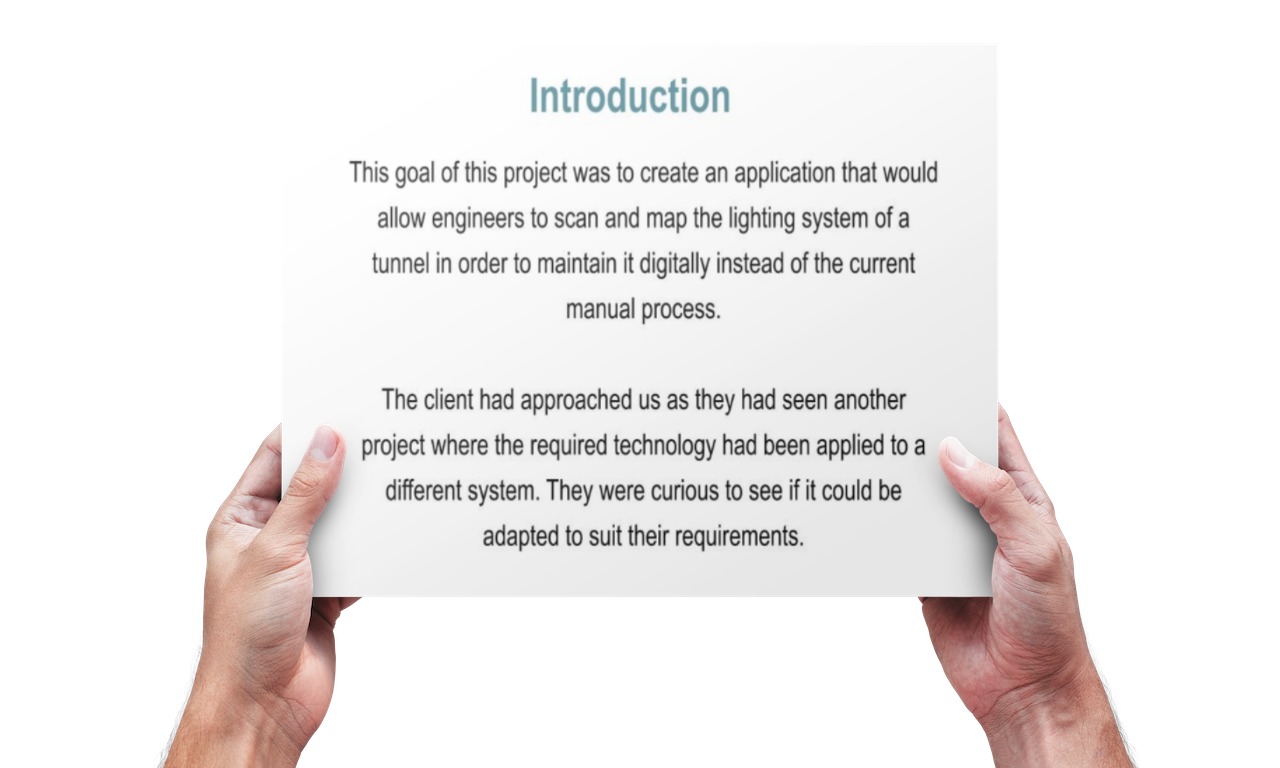 Introduction
This goal of this project was to create an application that would
allow engineers to scan and map the lighting system of a
tunnel in order to maintain it digitally instead of the current
manual process.
The client had approached us as they had seen another
project where the required technology had been applied to a
different system. They were curious to see if it could be
adapted to suit their requirements.